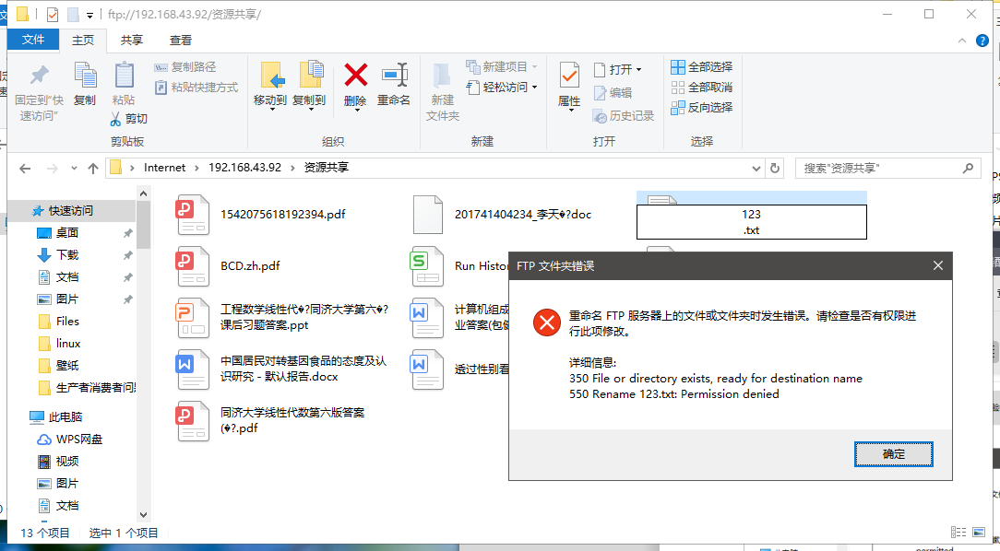 ftp://192.168.43.92/资源共享/
文件 主页 共享 查看
固定到"快速访问"
复制
粘贴
复制路径
粘贴快捷方式
剪切
剪贴板
移动到 复制到 删除 重命名
组织
新建文件夹
新建项目
轻松访问
新建
属性
打开
编辑
历史记录
打开
全部选择
全部取消
反向选择
选择
Internet 192.168.43.92 资源共享
搜索"资源共享"
快速访问
桌面
下载
文档
图片
Files
linux
壁纸
生产者消费者问
此电脑
WPS网盘
视频
图片
文档
1542075618192394.pdf
201741404234_李天�?doc
123
.txt
BCD.zh.pdf
Run Histor
工程数学线性代�?同济大学第六�?
课后习题答案.ppt
计算机组成
业答案(包健
中国居民对转基因食品的态度及认
识研究 - 默认报告.docx
透过性别看
同济大学线性代数第六版答案
(�?.pdf
FTP 文件夹错误
重命名 FTP 服务器上的文件或文件夹时发生错误。请检查是否有权限进
行此项修改。
详细信息:
350 File or directory exists, ready for destination name
550 Rename 123.txt: Permission denied
确定
13 个项目 选中 1 个项目